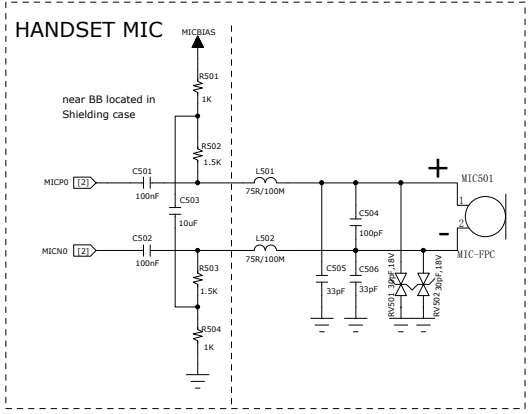 HANDSET MIC
MICBIAS
R501
1K
near BB located in
Shielding case
R502
1.5K
C501
L501
MIC501
MICP0 [2]
100nF
75R/100M
+
C503
1
10uF
C504
2
100pF
-
C502
L502
MICN0 [2]
100nF
75R/100M
MIC-FPC
R503
1.5K
C505
33pF
C506
33pF
RV501 30pF,18V
RV502 30pF,18V
R504
1K